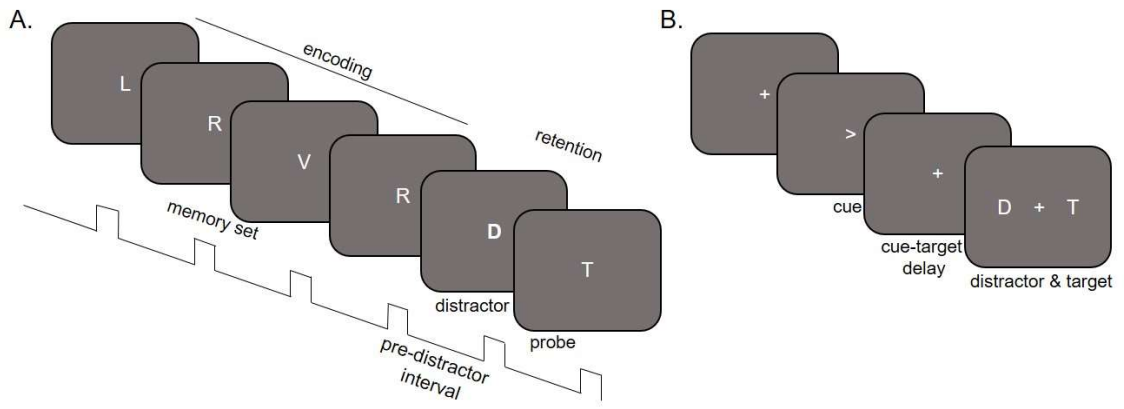 A.
L
R
V
R
D
T
encoding
retention
memory set
distractor
probe
pre-distractor
interval
B.
+
>
+
D + T
cue
cue-target
delay
distractor & target